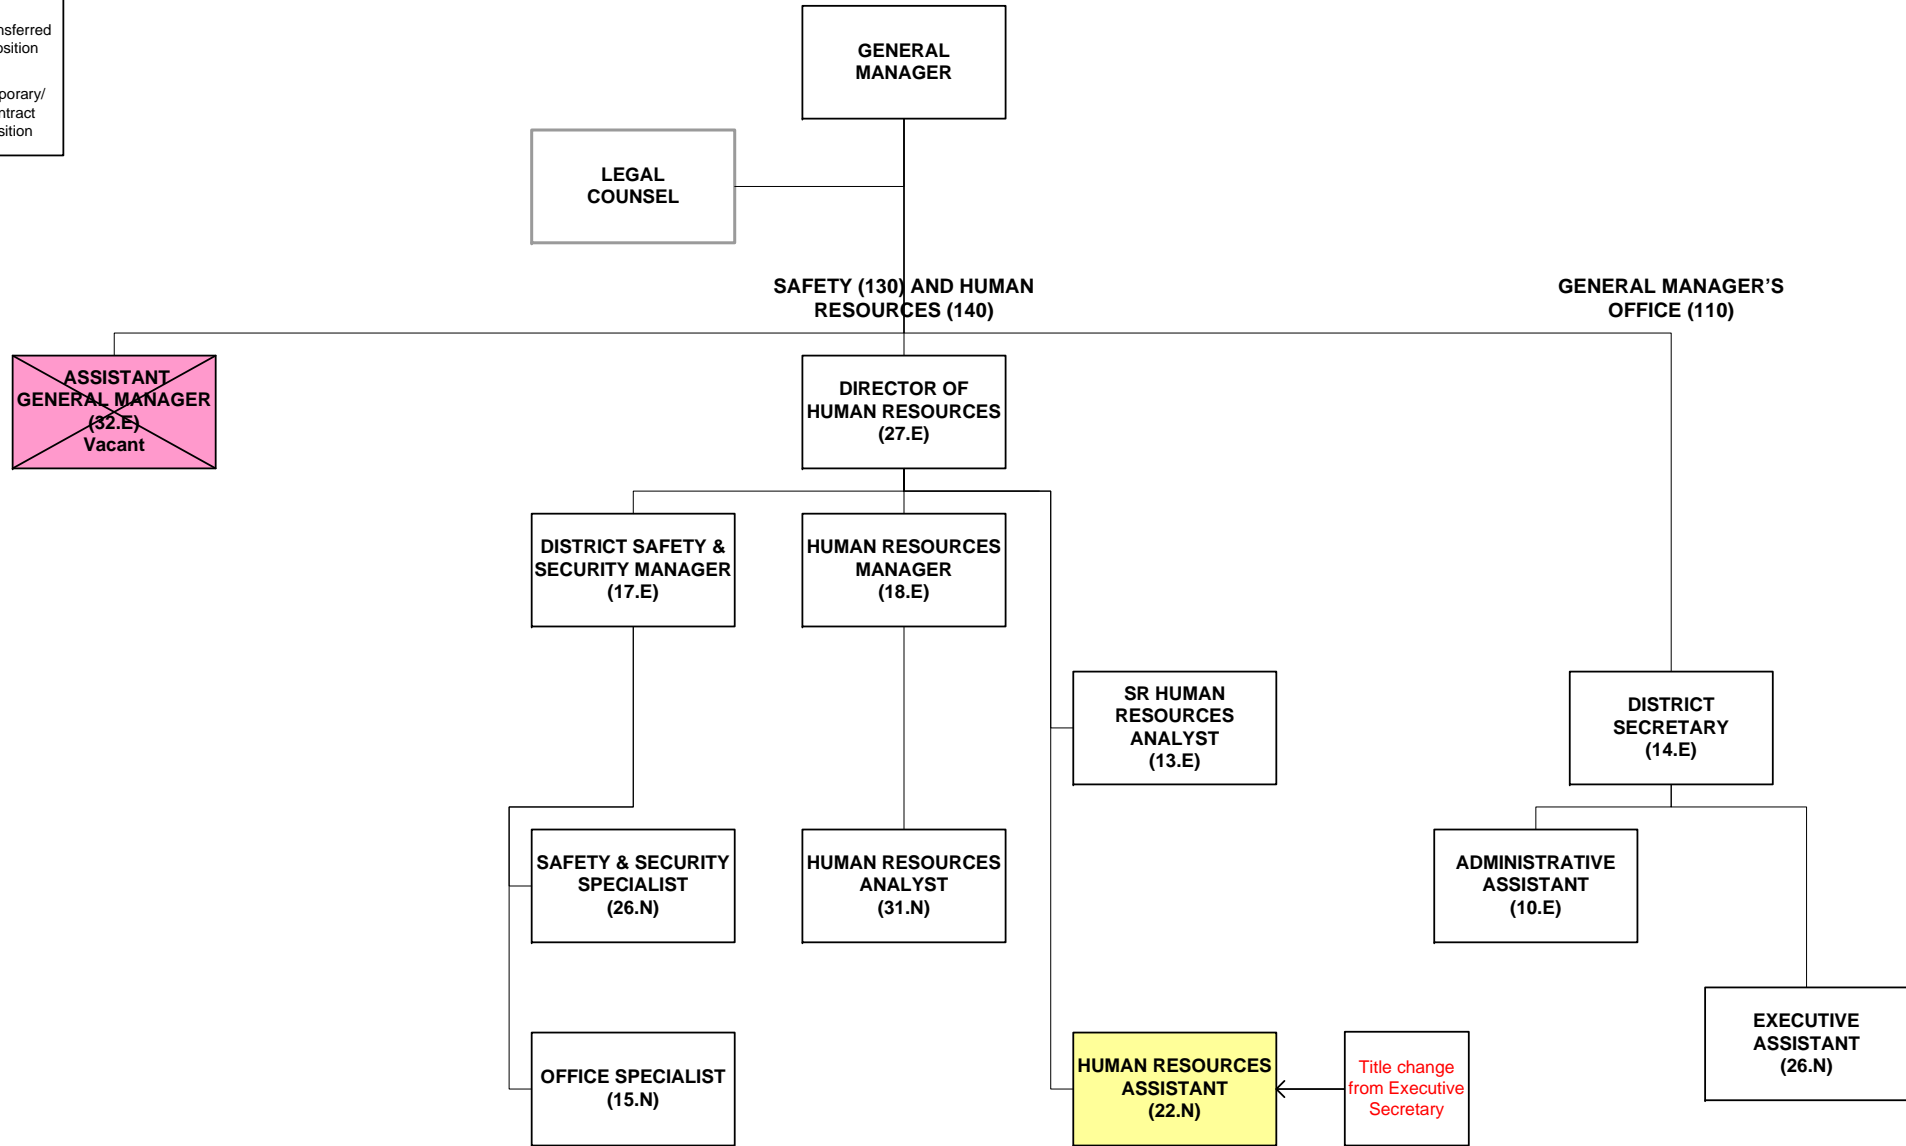 GENERAL
MANAGER
position
LEGAL
COUNSEL
SAFETY (130) AND HUMAN
RESOURCES (140)
GENERAL MANAGER’S
OFFICE (110)
ASSISTANT
GENERAL MANAGER
(32.E)
Vacant
DIRECTOR OF
HUMAN RESOURCES
(27.E)
DISTRICT SAFETY &
SECURITY MANAGER
(17.E)
HUMAN RESOURCES
MANAGER
(18.E)
SR HUMAN
RESOURCES
ANALYST
(13.E)
DISTRICT
SECRETARY
(14.E)
SAFETY & SECURITY
SPECIALIST
(26.N)
HUMAN RESOURCES
ANALYST
(31.N)
ADMINISTRATIVE
ASSISTANT
(10.E)
EXECUTIVE
ASSISTANT
(26.N)
OFFICE SPECIALIST
(15.N)
HUMAN RESOURCES
ASSISTANT
(22.N)
Title change
from Executive
Secretary